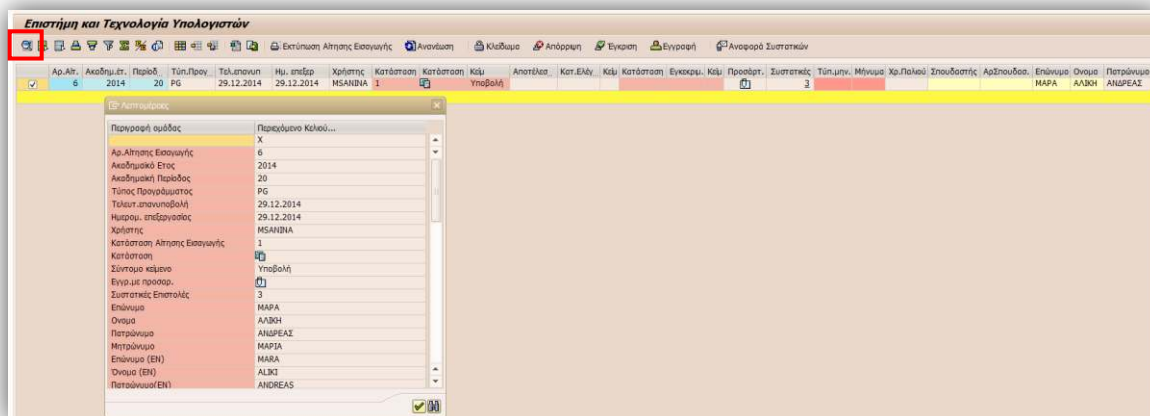 Επιστήμη και Τεχνολογία Υπολογιστών
Εκτύπωση Αίτησης Εισαγωγής Ανανέωση Κλείδωμα Απόρριψη Έγκριση Εγγραφή Αναφορά Συστατικών
Αρ.Αίτ. Ακαδημ.έτ. Περίοδ Τύπ.Προγ Τελ.επανυπ Ημ. επεξερ Χρήστης Κατάσταση Κατάσταση Κείμ Αποτέλεσ Κατ.Ελέγ Κείμ Κατάσταση Εγκεκριμ. Κείμ Προσάρτ. Συστατικές Τύπ.μην. Μήνυμα Χρ.Παλιού Σπουδαστής ΑρΣπουδασ. Επώνυμο Όνομα Πατρώνυμο
6 2014 20 PG 29.12.2014 29.12.2014 MSANINA 1 Υποβολή 3 ΜΑΡΑ ΑΛΙΚΗ ΑΝΔΡΕΑΣ
Λεπτομέρειες
Περιγραφή ομάδας Περιεχόμενο Κελιού...
X
Αρ.Αίτησης Εισαγωγής 6
Ακαδημαϊκό Ετος 2014
Ακαδημαϊκή Περίοδος 20
Τύπος Προγράμματος PG
Τελευτ.επανυποβολή 29.12.2014
Ημερομ. επεξεργασίας 29.12.2014
Χρήστης MSANINA
Κατάσταση Αίτησης Εισαγωγής 1
Κατάσταση
Σύντομο κείμενο Υποβολή
Εγγρ.με προσαρ.
Συστατικές Επιστολές 3
Επώνυμο ΜΑΡΑ
Ονομα ΑΛΙΚΗ
Πατρώνυμο ΑΝΔΡΕΑΣ
Μητρώνυμο ΜΑΡΙΑ
Επώνυμο (EN) MARA
Όνομα (EN) ALIKI
Πατρώνυμο(EN) ANDREAS